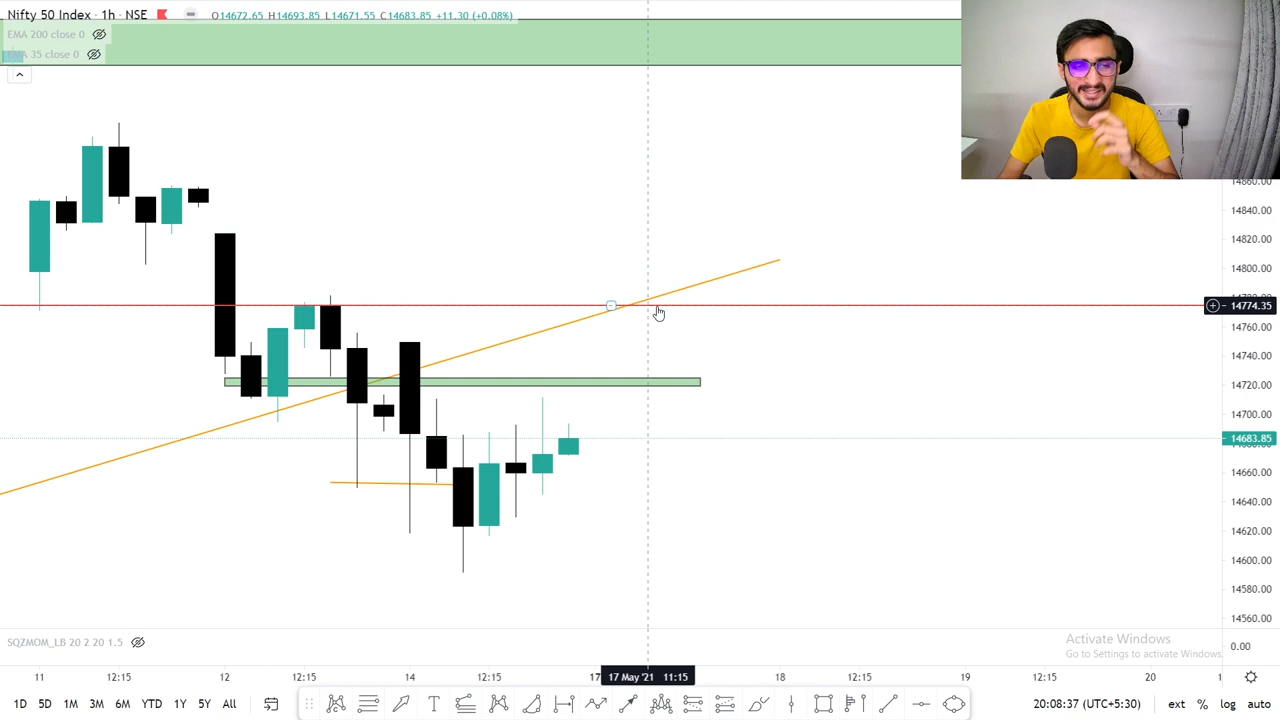 Nifty 50 Index · 1h · NSE O14672.65 H14693.85 L14671.55 C14683.85 +11.30 (+0.08%)
EMA 200 close 0
EMA 35 close 0
14840.00
14820.00
14800.00
14774.35
14760.00
14740.00
14720.00
14700.00
14683.85
14660.00
14640.00
14620.00
14600.00
14580.00
14560.00
SQZMOM_LB 20 2 20 1.5
0.00
Activate Windows
Go to Settings to activate Windows.
11 12:15 12 12:15 14 12:15 17 17 May '21 11:15 18 12:15 19 12:15 20
1D 5D 1M 3M 6M YTD 1Y 5Y All
20:08:37 (UTC+5:30) ext % log auto